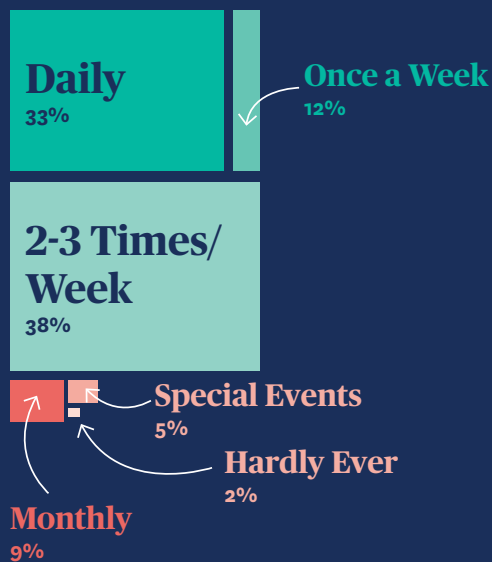 Daily
33%
Once a Week
12%
2-3 Times/
Week
38%
Special Events
5%
Hardly Ever
2%
Monthly
9%